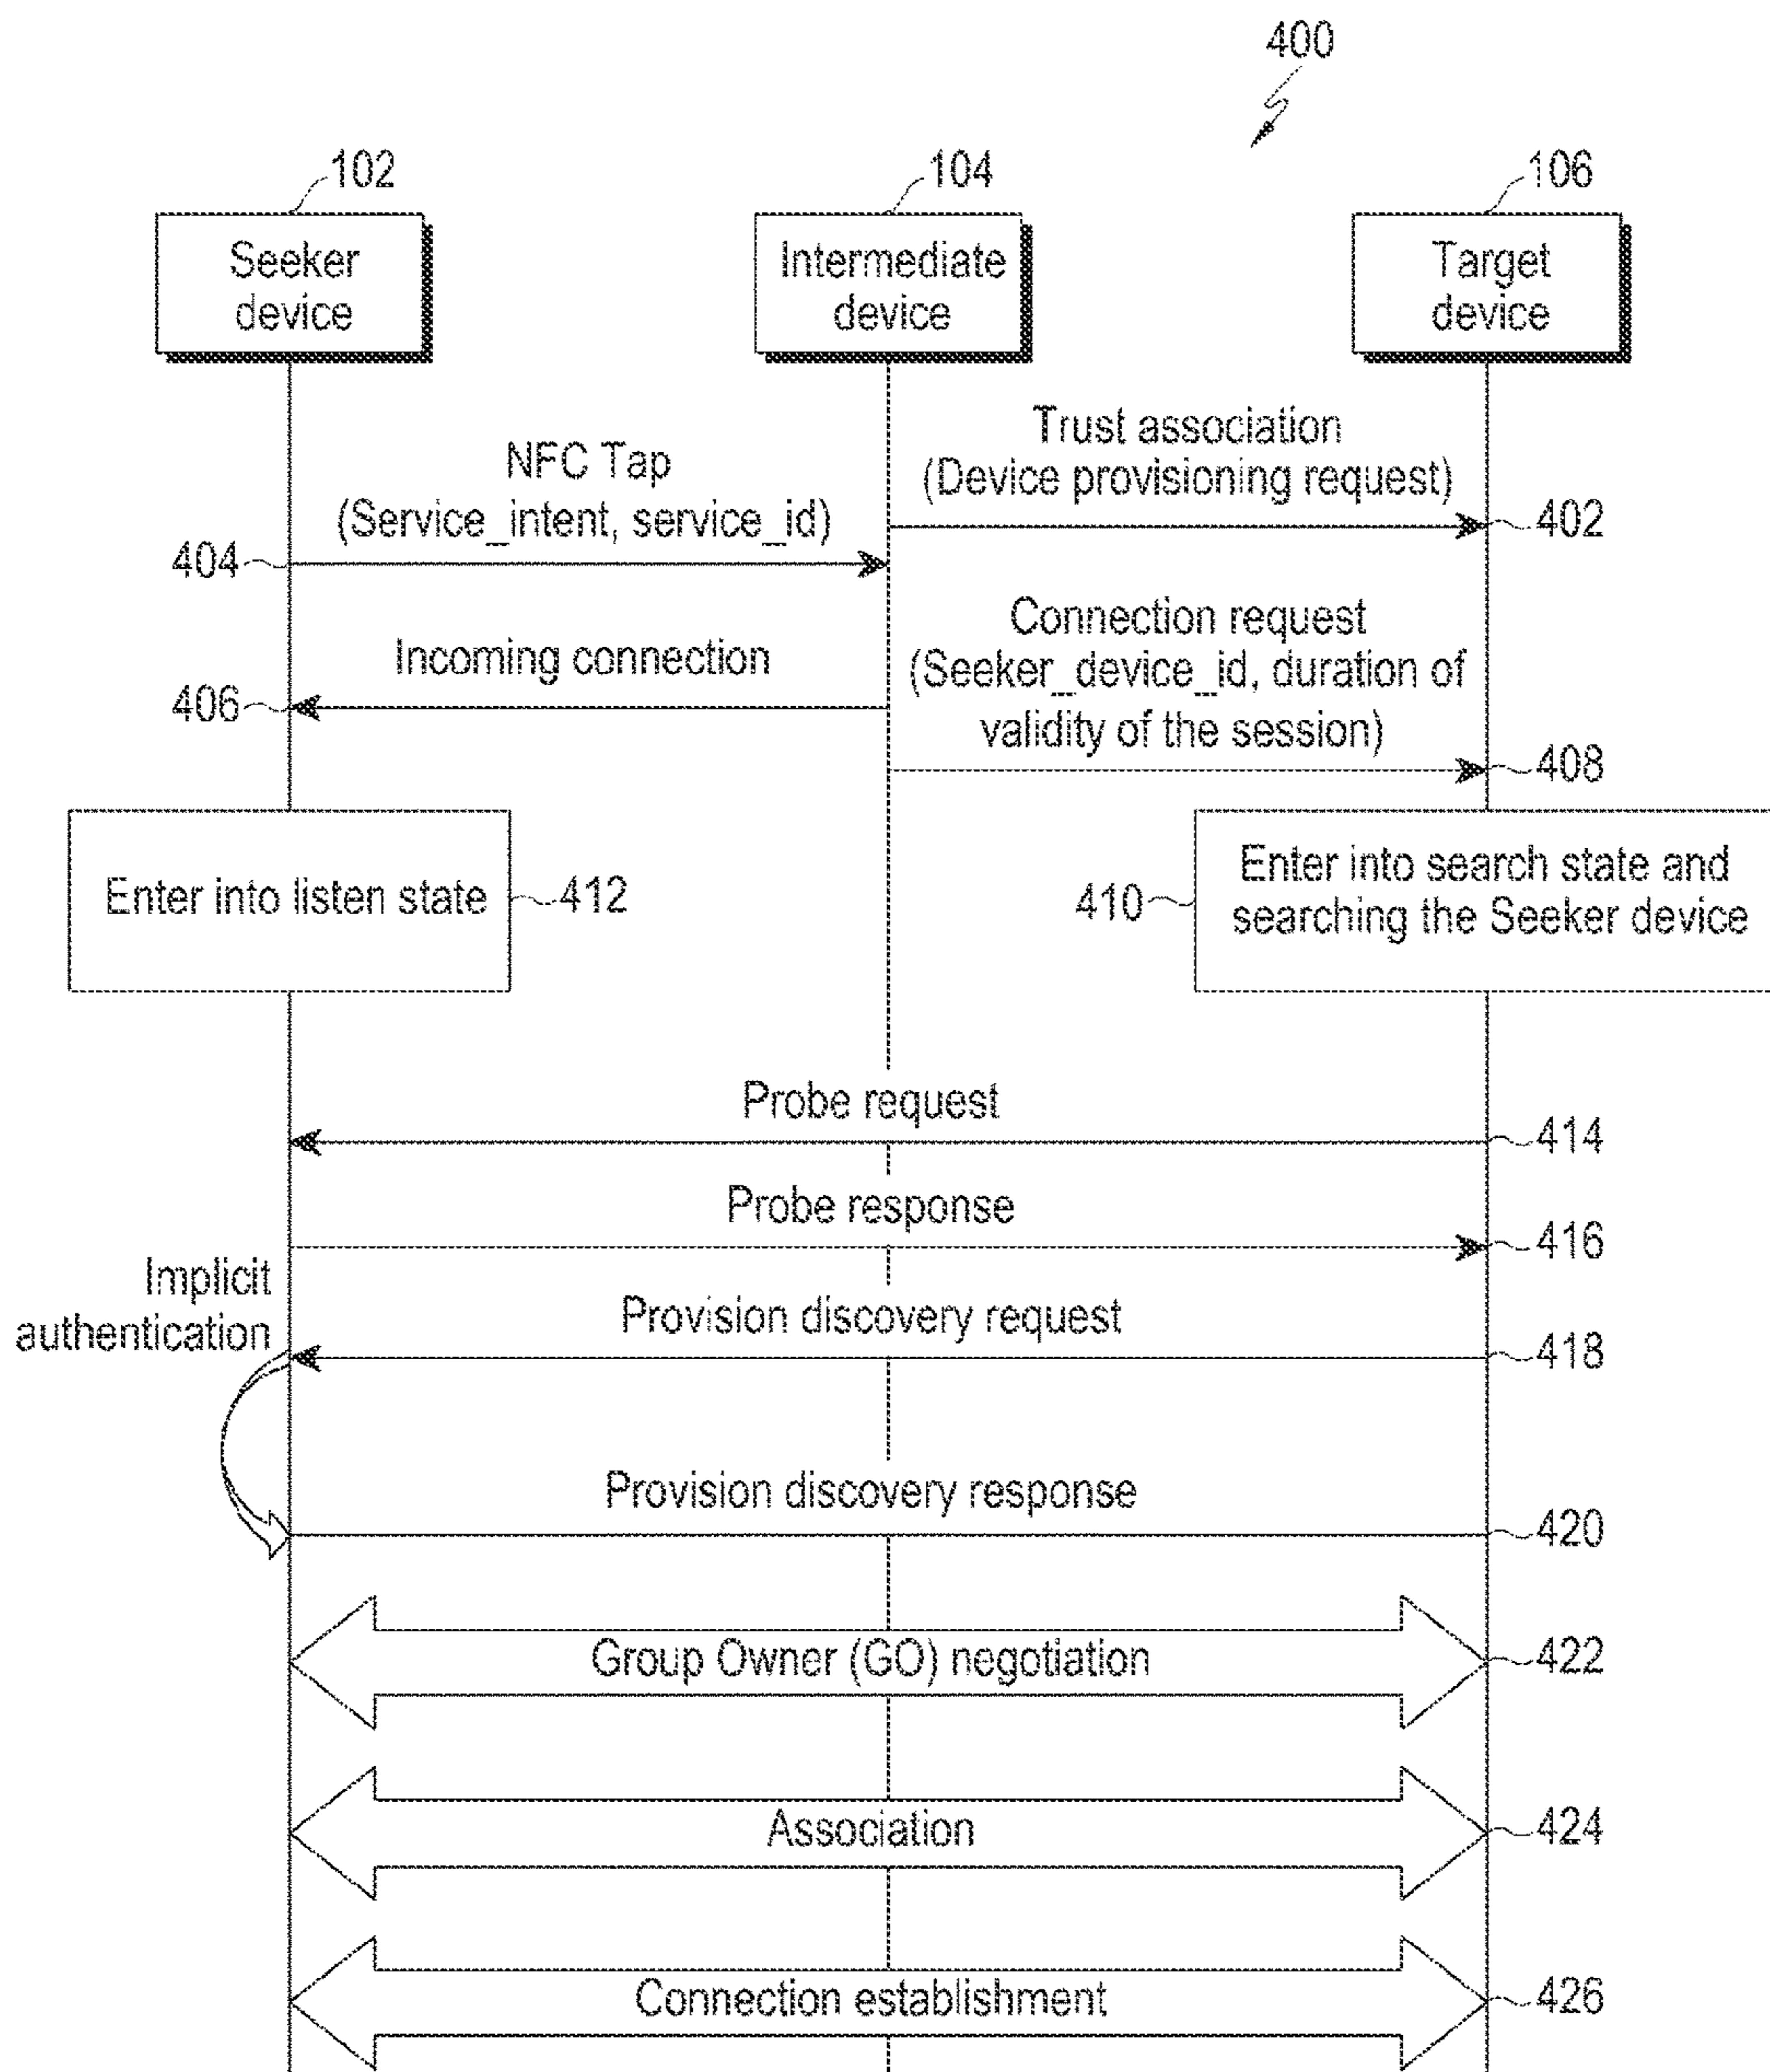 400
102
104
106
Seeker
device
Intermediate
device
Target
device
Trust association
(Device provisioning request)
402
NFC Tap
(Service_intent, service_id)
404
Connection request
(Seeker_device_id, duration of
validity of the session)
408
Incoming connection
406
Enter into listen state
412
410
Enter into search state and
searching the Seeker device
Probe request
414
Probe response
416
Implicit
authentication
Provision discovery request
418
Provision discovery response
420
Group Owner (GO) negotiation
422
Association
424
Connection establishment
426